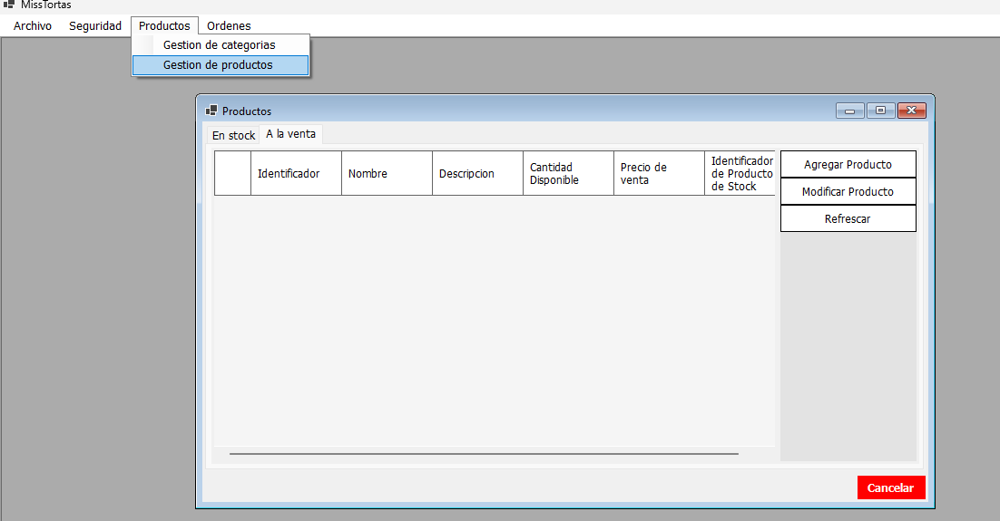 MissTortas
Archivo Seguridad Productos Ordenes
Gestion de categorias
Gestion de productos
Productos
En stock A la venta
Identificador
Nombre
Descripcion
Cantidad
Disponible
Precio de
venta
Identificador
de Producto
de Stock
Agregar Producto
Modificar Producto
Refrescar
Cancelar